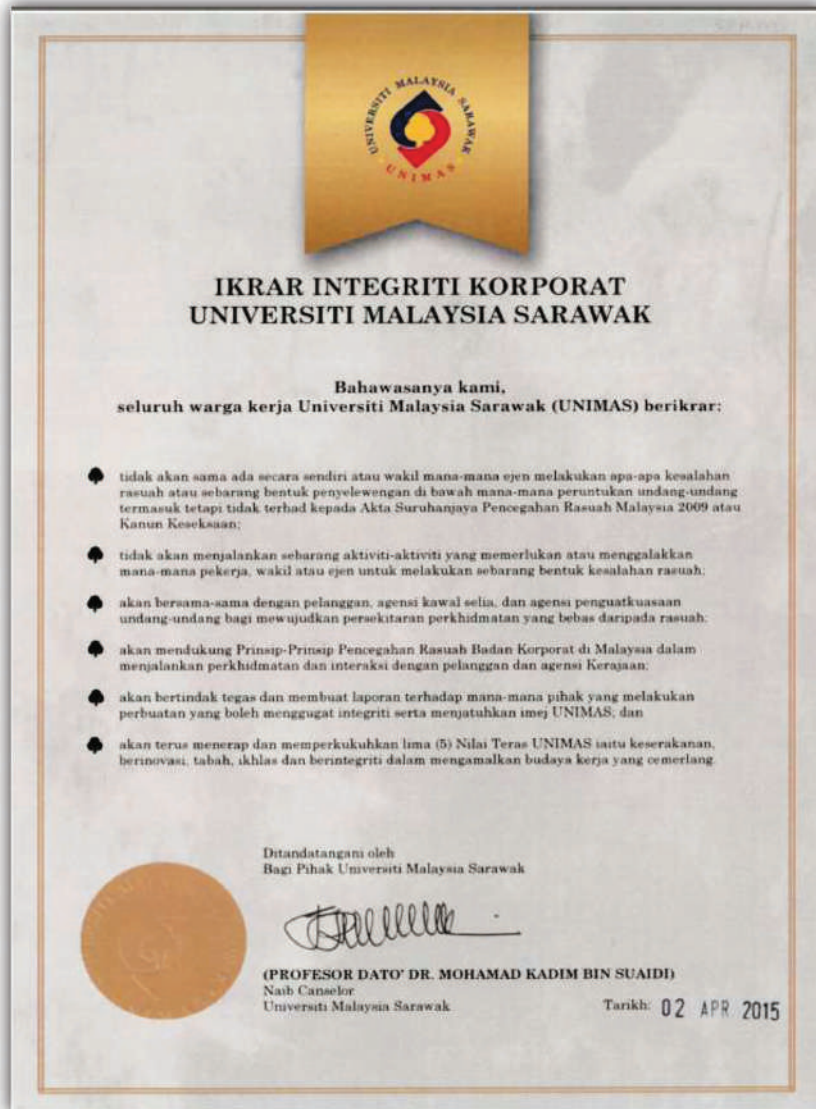 UNIVERSITI MALAYSIA SARAWAK
UNIMAS
IKRAR INTEGRITI KORPORAT
UNIVERSITI MALAYSIA SARAWAK
Bahawasanya kami,
seluruh warga kerja Universiti Malaysia Sarawak (UNIMAS) berikrar:
tidak akan sama ada secara sendiri atau wakil mana-mana ejen melakukan apa-apa kesalahan
rasuah atau sebarang bentuk penyelewengan di bawah mana-mana peruntukan undang-undang
termasuk tetapi tidak terhad kepada Akta Suruhanjaya Pencegahan Rasuah Malaysia 2009 atau
Kanun Keseksaan;
tidak akan menjalankan sebarang aktiviti-aktiviti yang memerlukan atau menggalakkan
mana-mana pekerja, wakil atau ejen untuk melakukan sebarang bentuk kesalahan rasuah;
akan bersama-sama dengan pelanggan, agensi kawal selia, dan agensi penguatkuasaan
undang-undang bagi mewujudkan persekitaran perkhidmatan yang bebas daripada rasuah;
akan mendukung Prinsip-Prinsip Pencegahan Rasuah Badan Korporat di Malaysia dalam
menjalankan perkhidmatan dan interaksi dengan pelanggan dan agensi Kerajaan;
akan bertindak tegas dan membuat laporan terhadap mana-mana pihak yang melakukan
perbuatan yang boleh menggugat integriti serta menjatuhkan imej UNIMAS; dan
akan terus menerap dan memperkukuhkan lima (5) Nilai Teras UNIMAS iaitu keserakanan,
berinovasi, tabah, ikhlas dan berintegriti dalam mengamalkan budaya kerja yang cemerlang.
Ditandatangani oleh
Bagi Pihak Universiti Malaysia Sarawak
(PROFESOR DATO' DR. MOHAMAD KADIM BIN SUAIDI)
Naib Canselor
Universiti Malaysia Sarawak
Tarikh: 02 APR 2015